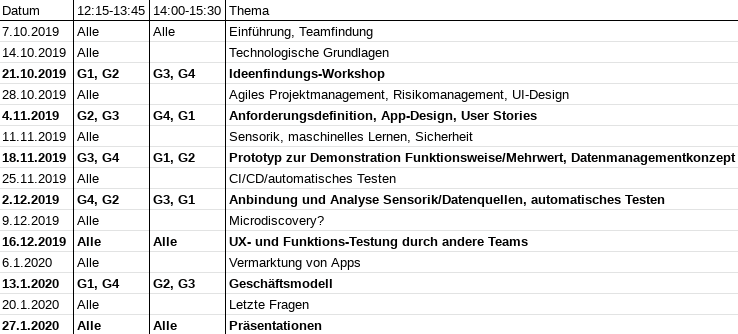 Datum 12:15-13:45 14:00-15:30 Thema
7.10.2019 Alle Alle Einführung, Teamfindung
14.10.2019 Alle Technologische Grundlagen
21.10.2019 G1, G2 G3, G4 Ideenfindungs-Workshop
28.10.2019 Alle Agiles Projektmanagement, Risikomanagement, UI-Design
4.11.2019 G2, G3 G4, G1 Anforderungsdefinition, App-Design, User Stories
11.11.2019 Alle Sensorik, maschinelles Lernen, Sicherheit
18.11.2019 G3, G4 G1, G2 Prototyp zur Demonstration Funktionsweise/Mehrwert, Datenmanagementkonzept
25.11.2019 Alle CI/CD/automatisches Testen
2.12.2019 G4, G2 G3, G1 Anbindung und Analyse Sensorik/Datenquellen, automatisches Testen
9.12.2019 Alle Microdiscovery?
16.12.2019 Alle Alle UX- und Funktions-Testung durch andere Teams
6.1.2020 Alle Vermarktung von Apps
13.1.2020 G1, G4 G2, G3 Geschäftsmodell
20.1.2020 Alle Letzte Fragen
27.1.2020 Alle Alle Präsentationen